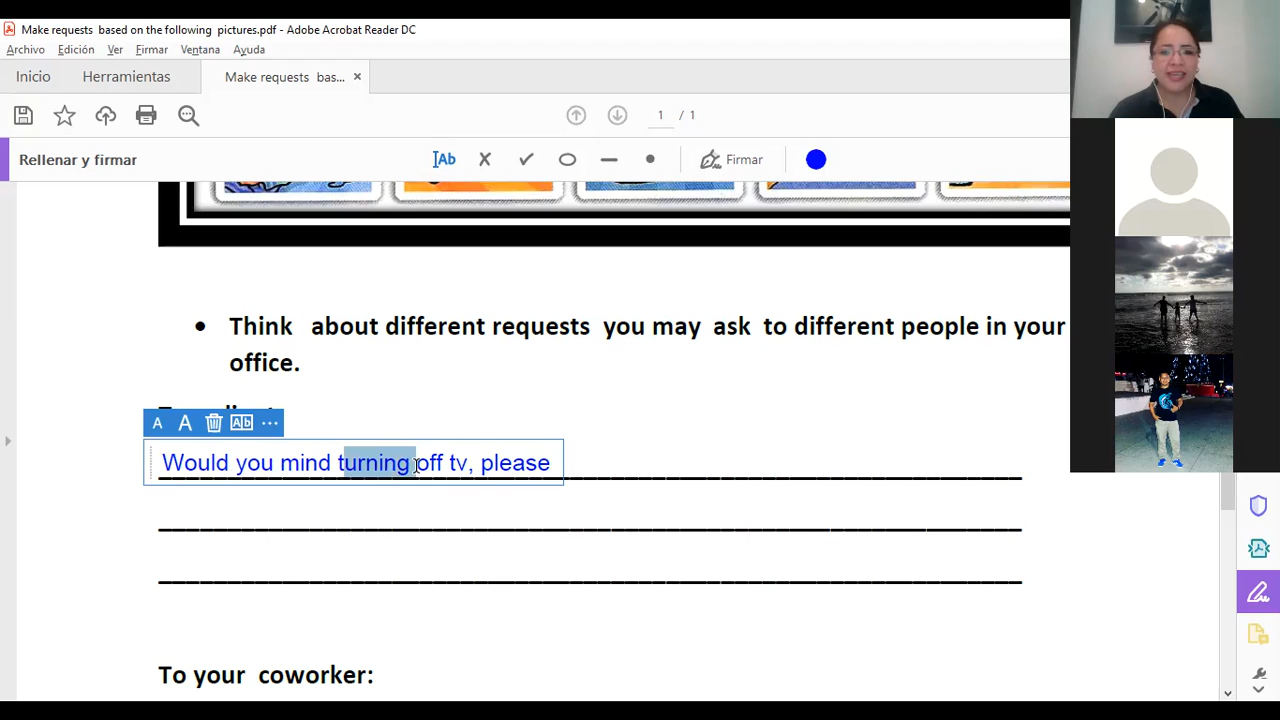 Make requests based on the following pictures.pdf - Adobe Acrobat Reader DC
Archivo Edición Ver Firmar Ventana Ayuda
Inicio Herramientas Make requests bas... ×
1 / 1
Rellenar y firmar
Ab Firmar
• Think about different requests you may ask to different people in your
office.
A A Ab ...
Would you mind turning off tv, please
To your coworker: